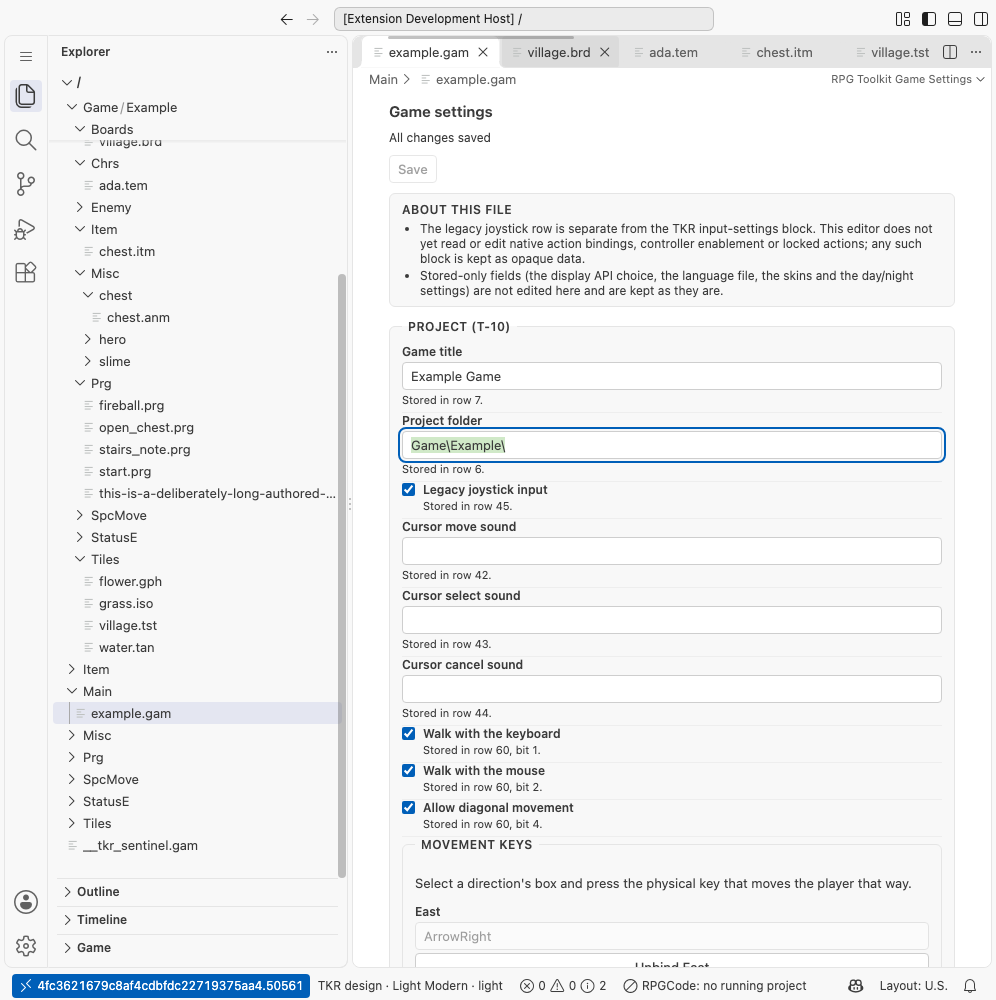 [Extension Development Host] /
Explorer
/
Game / Example
Boards
village.brd
Chrs
ada.tem
Enemy
Item
chest.itm
Misc
chest
chest.anm
hero
slime
Prg
fireball.prg
open_chest.prg
stairs_note.prg
start.prg
this-is-a-deliberately-long-authored-...
SpcMove
StatusE
Tiles
flower.gph
grass.iso
village.tst
water.tan
Item
Main
example.gam
Misc
Prg
SpcMove
StatusE
Tiles
__tkr_sentinel.gam
Outline
Timeline
Game
example.gam
village.brd
ada.tem
chest.itm
village.tst
Main > example.gam
RPG Toolkit Game Settings
Game settings
All changes saved
Save
ABOUT THIS FILE
• The legacy joystick row is separate from the TKR input-settings block. This editor does not
yet read or edit native action bindings, controller enablement or locked actions; any such
block is kept as opaque data.
• Stored-only fields (the display API choice, the language file, the skins and the day/night
settings) are not edited here and are kept as they are.
PROJECT (T-10)
Game title
Example Game
Stored in row 7.
Project folder
Game\Example\
Stored in row 6.
Legacy joystick input
Stored in row 45.
Cursor move sound
Stored in row 42.
Cursor select sound
Stored in row 43.
Cursor cancel sound
Stored in row 44.
Walk with the keyboard
Stored in row 60, bit 1.
Walk with the mouse
Stored in row 60, bit 2.
Allow diagonal movement
Stored in row 60, bit 4.
MOVEMENT KEYS
Select a direction's box and press the physical key that moves the player that way.
East
ArrowRight
Unbind East
4fc3621679c8af4cdbfdc22719375aa4.50561
TKR design · Light Modern · light
0 0 2
RPGCode: no running project
Layout: U.S.